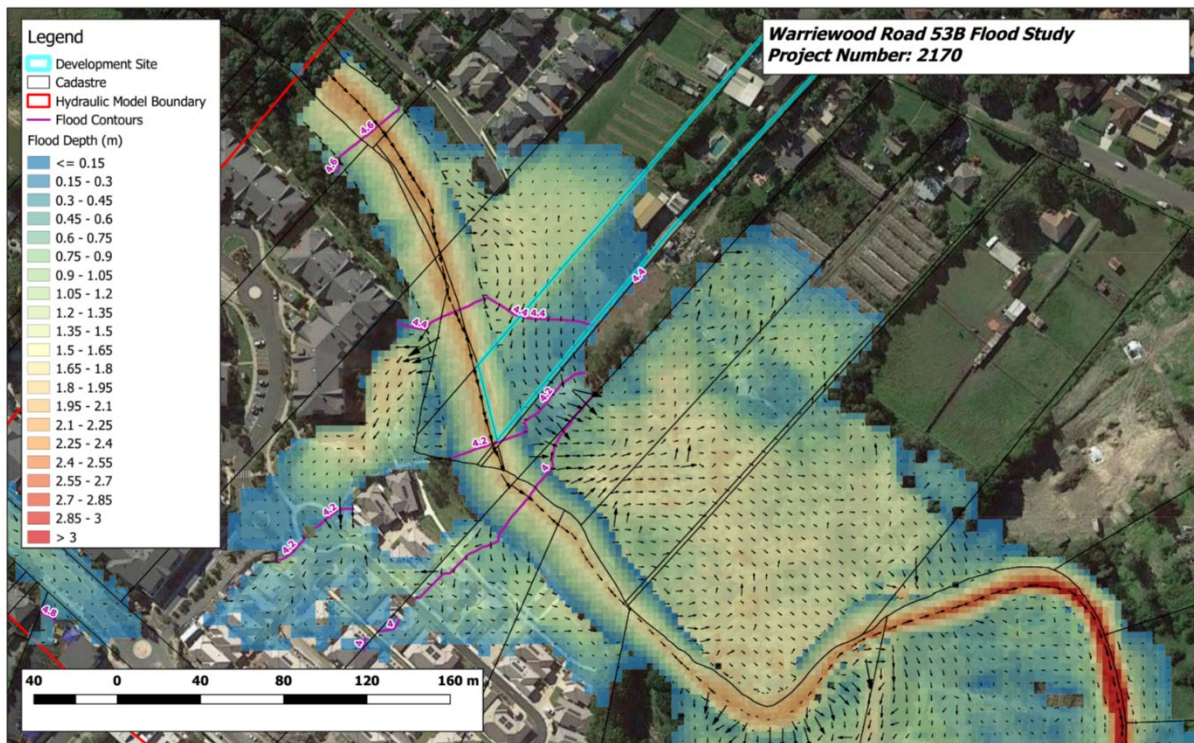 Warriewood Road 53B Flood Study
Project Number: 2170
Legend
Development Site
Cadastre
Hydraulic Model Boundary
Flood Contours
Flood Depth (m)
<= 0.15
0.15 - 0.3
0.3 - 0.45
0.45 - 0.6
0.6 - 0.75
0.75 - 0.9
0.9 - 1.05
1.05 - 1.2
1.2 - 1.35
1.35 - 1.5
1.5 - 1.65
1.65 - 1.8
1.8 - 1.95
1.95 - 2.1
2.1 - 2.25
2.25 - 2.4
2.4 - 2.55
2.55 - 2.7
2.7 - 2.85
2.85 - 3
> 3
4.6
4.6
4.4
4.4
4.4 4.4
4.2
4.2
4
4.2
4.2
4.8
4
4
40 0 40 80 120 160 m